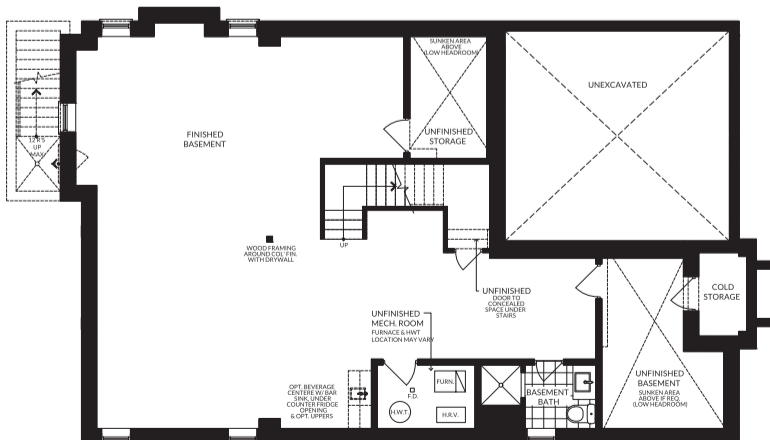 SUNKEN AREA
ABOVE
(LOW HEADROOM)
UNEXCAVATED
FINISHED
BASEMENT
UNFINISHED
STORAGE
12 R'S
UP
MAX.
UP
WOOD FRAMING
AROUND COL' FIN.
WITH DRYWALL
UNFINISHED
DOOR TO
CONCEALED
SPACE UNDER
STAIRS
COLD
STORAGE
UNFINISHED
MECH. ROOM
FURNACE & HWT
LOCATION MAY VARY
UNFINISHED
BASEMENT
SUNKEN AREA
ABOVE IF REQ.
(LOW HEADROOM)
OPT. BEVERAGE
CENTERE W/ BAR
SINK, UNDER
COUNTER FRIDGE
OPENING
& OPT. UPPERS
F.D.
FURN.
H.W.T.
H.R.V.
BASEMENT
BATH